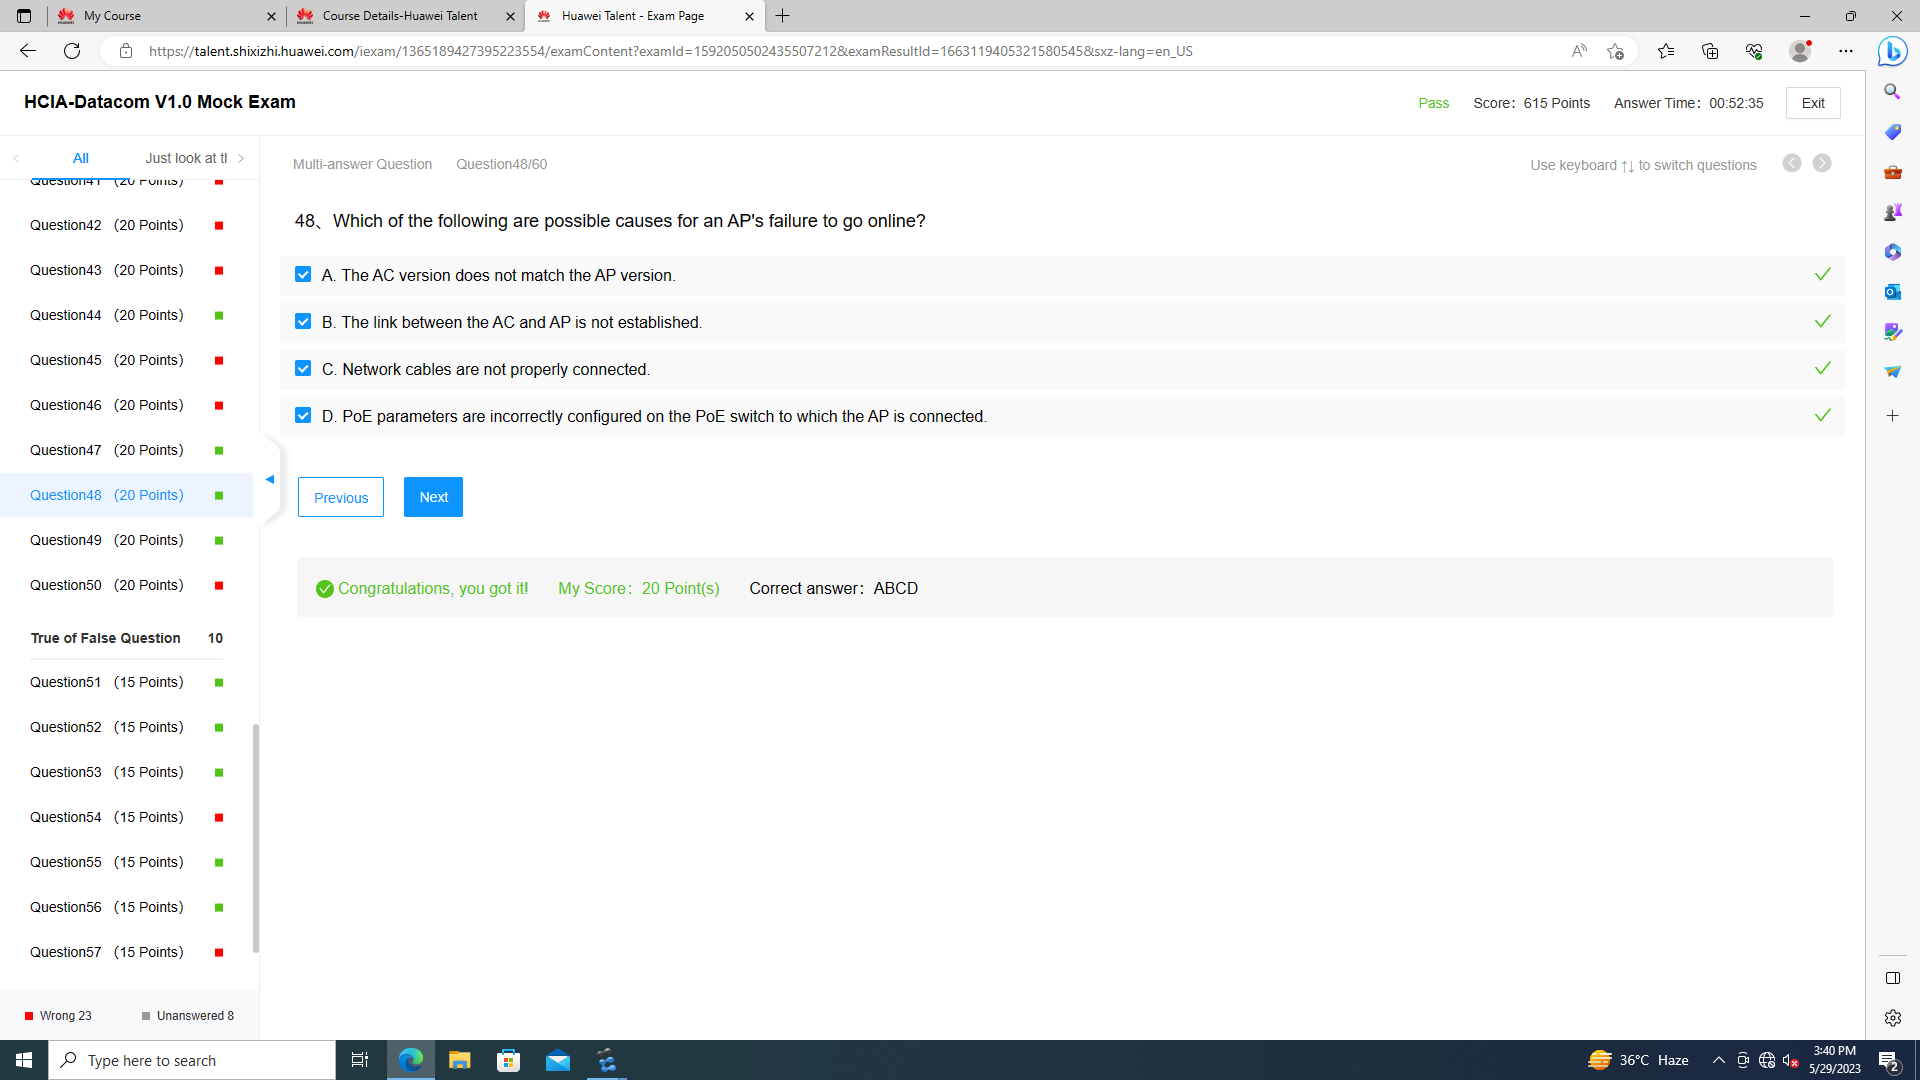 My Course
Course Details-Huawei Talent
Huawei Talent - Exam Page
https://talent.shixizhi.huawei.com/iexam/1365189427395223554/examContent?examId=1592050502435507212&examResultId=1663119405321580545&sxz-lang=en_US
HCIA-Datacom V1.0 Mock Exam
Pass
Score：615 Points
Answer Time：00:52:35
Exit
All
Just look at th
Multi-answer Question
Question48/60
Use keyboard ↑↓ to switch questions
Question41 (20 Points)
Question42 (20 Points)
Question43 (20 Points)
Question44 (20 Points)
Question45 (20 Points)
Question46 (20 Points)
Question47 (20 Points)
Question48 (20 Points)
Question49 (20 Points)
Question50 (20 Points)
True of False Question 10
Question51 (15 Points)
Question52 (15 Points)
Question53 (15 Points)
Question54 (15 Points)
Question55 (15 Points)
Question56 (15 Points)
Question57 (15 Points)
Wrong 23
Unanswered 8
48、Which of the following are possible causes for an AP's failure to go online?
A. The AC version does not match the AP version.
B. The link between the AC and AP is not established.
C. Network cables are not properly connected.
D. PoE parameters are incorrectly configured on the PoE switch to which the AP is connected.
Previous
Next
Congratulations, you got it!
My Score：20 Point(s)
Correct answer：ABCD
Type here to search
36°C Haze
3:40 PM
5/29/2023
2